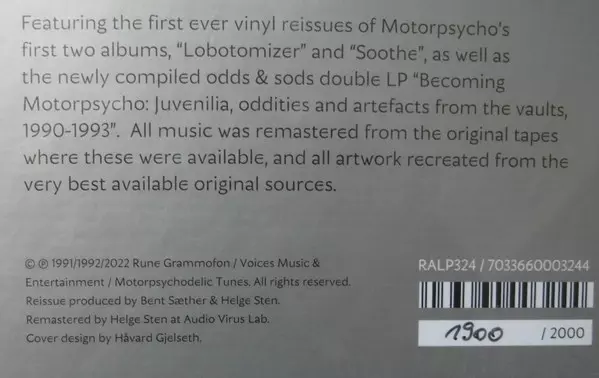 Featuring the first ever vinyl reissues of Motorpsycho's
first two albums, "Lobotomizer" and "Soothe", as well as
the newly compiled odds & sods double LP "Becoming
Motorpsycho: Juvenilia, oddities and artefacts from the vaults,
1990-1993". All music was remastered from the original tapes
where these were available, and all artwork recreated from the
very best available original sources.
© ℗ 1991/1992/2022 Rune Grammofon / Voices Music &
Entertainment / Motorpsychodelic Tunes. All rights reserved.
Reissue produced by Bent Sæther & Helge Sten.
Remastered by Helge Sten at Audio Virus Lab.
Cover design by Håvard Gjelseth.
RALP324 / 7033660003244
1900 / 2000